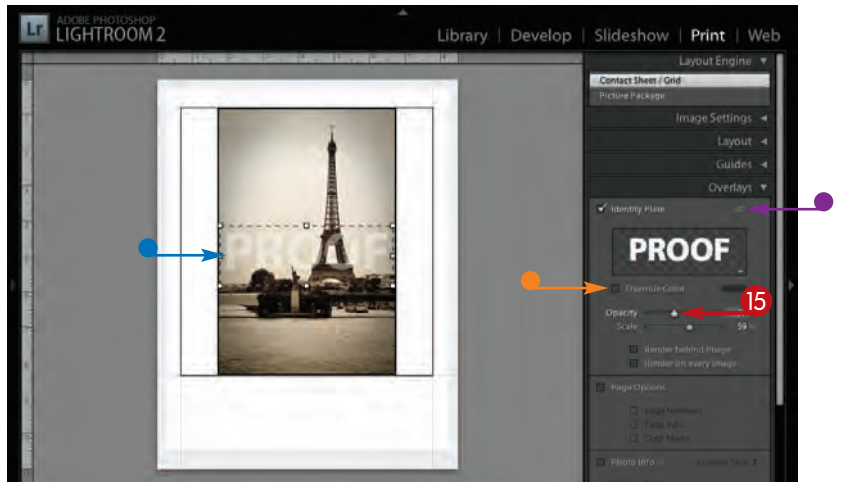 Lr ADOBE PHOTOSHOP
LIGHTROOM 2
Library | Develop | Slideshow | Print | Web
Layout Engine
Contact Sheet / Grid
Picture Package
Image Settings
Layout
Guides
Overlays
Identity Plate
PROOF
PROOF
Override Color
15
Opacity
Scale 59
Render behind image
Render on every image
Page Options
Page Numbers
Page Info
Crop Marks
Photo Info